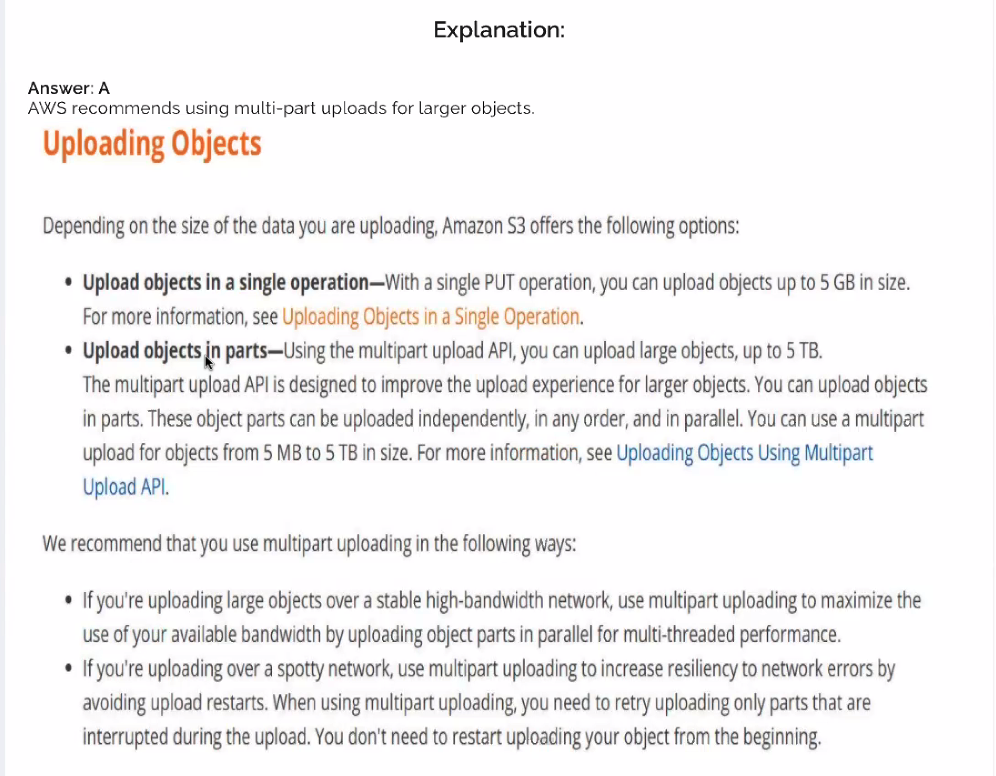 Explanation:
Answer: A
AWS recommends using multi-part uploads for larger objects.
Uploading Objects
Depending on the size of the data you are uploading, Amazon S3 offers the following options:
• Upload objects in a single operation—With a single PUT operation, you can upload objects up to 5 GB in size.
For more information, see Uploading Objects in a Single Operation.
• Upload objects in parts—Using the multipart upload API, you can upload large objects, up to 5 TB.
The multipart upload API is designed to improve the upload experience for larger objects. You can upload objects
in parts. These object parts can be uploaded independently, in any order, and in parallel. You can use a multipart
upload for objects from 5 MB to 5 TB in size. For more information, see Uploading Objects Using Multipart
Upload API.
We recommend that you use multipart uploading in the following ways:
• If you're uploading large objects over a stable high-bandwidth network, use multipart uploading to maximize the
use of your available bandwidth by uploading object parts in parallel for multi-threaded performance.
• If you're uploading over a spotty network, use multipart uploading to increase resiliency to network errors by
avoiding upload restarts. When using multipart uploading, you need to retry uploading only parts that are
interrupted during the upload. You don't need to restart uploading your object from the beginning.